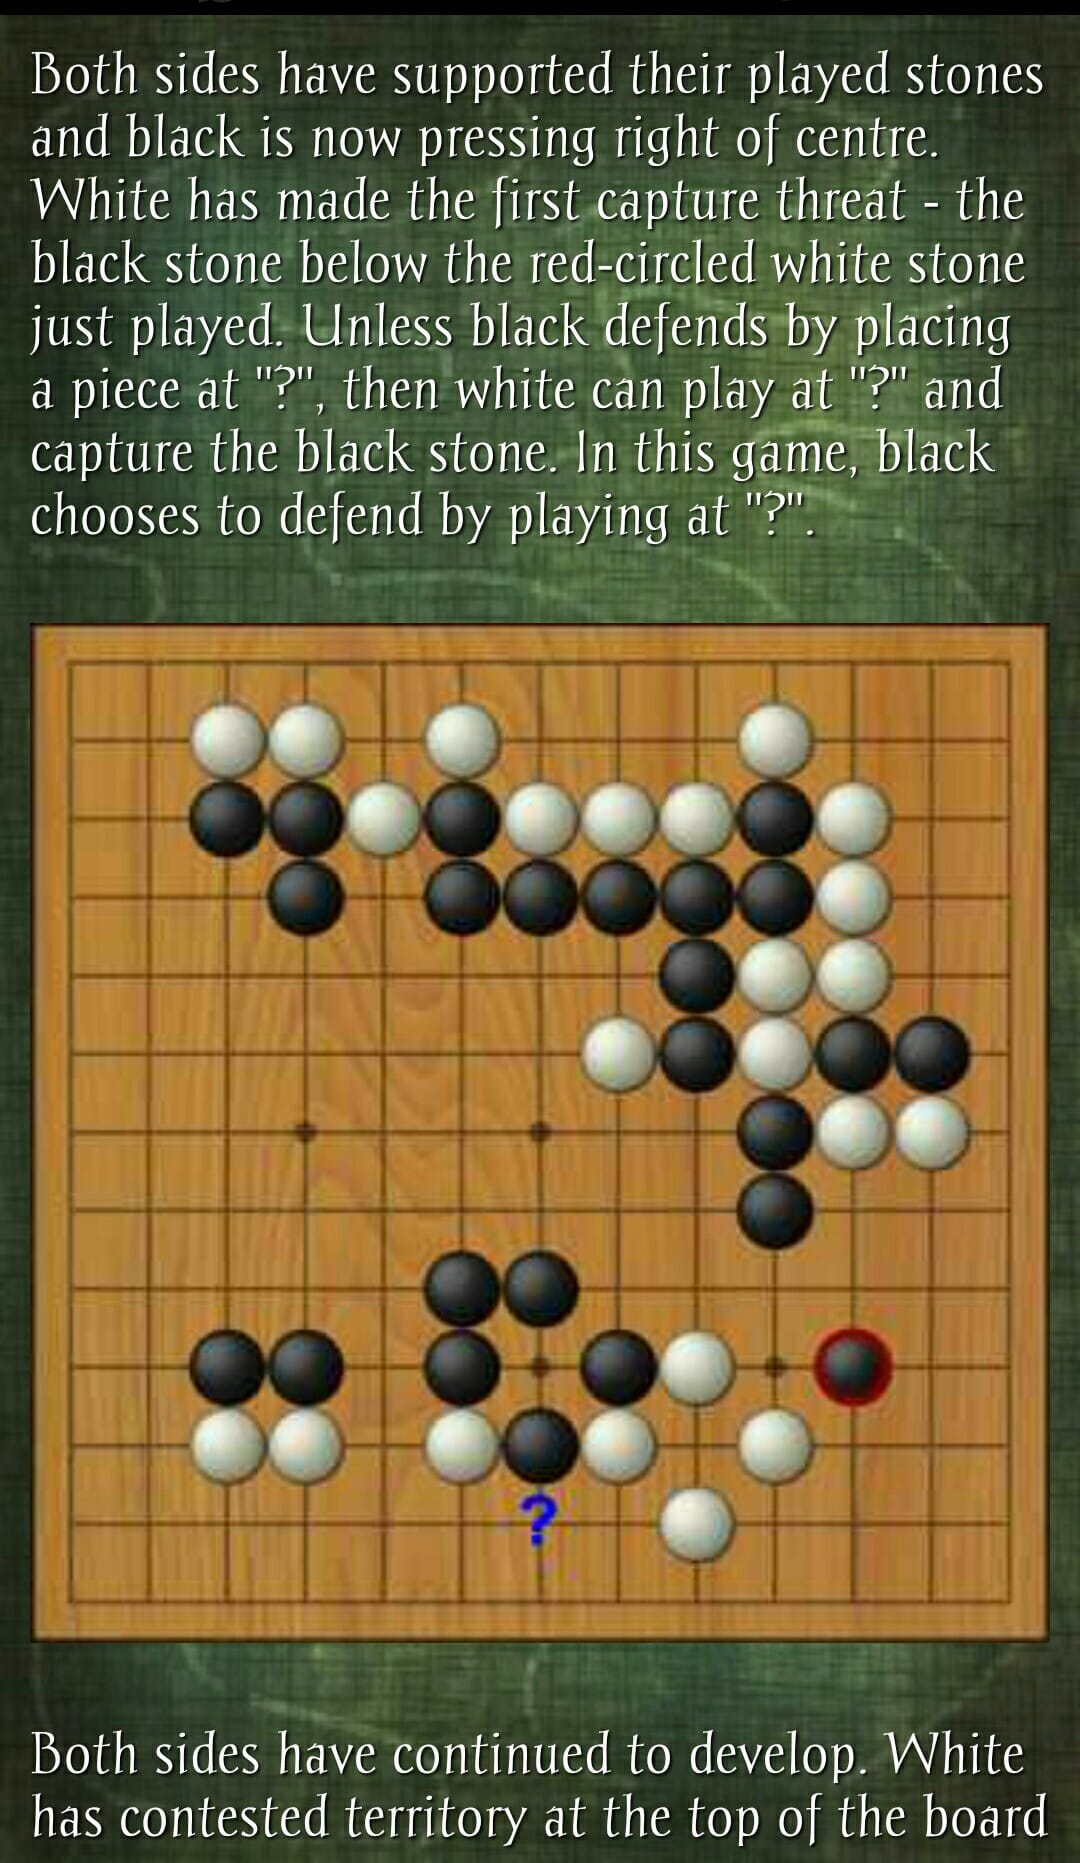 Both sides have supported their played stones
and black is now pressing right of centre.
White has made the first capture threat - the
black stone below the red-circled white stone
just played. Unless black defends by placing
a piece at "?", then white can play at "?" and
capture the black stone. In this game, black
chooses to defend by playing at "?".
?
Both sides have continued to develop. White
has contested territory at the top of the board